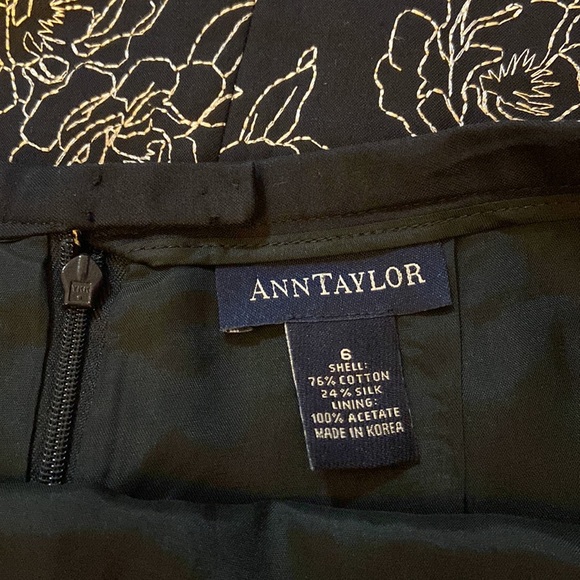 ANNTAYLOR
6
SHELL:
76% COTTON
24% SILK
LINING:
100% ACETATE
MADE IN KOREA